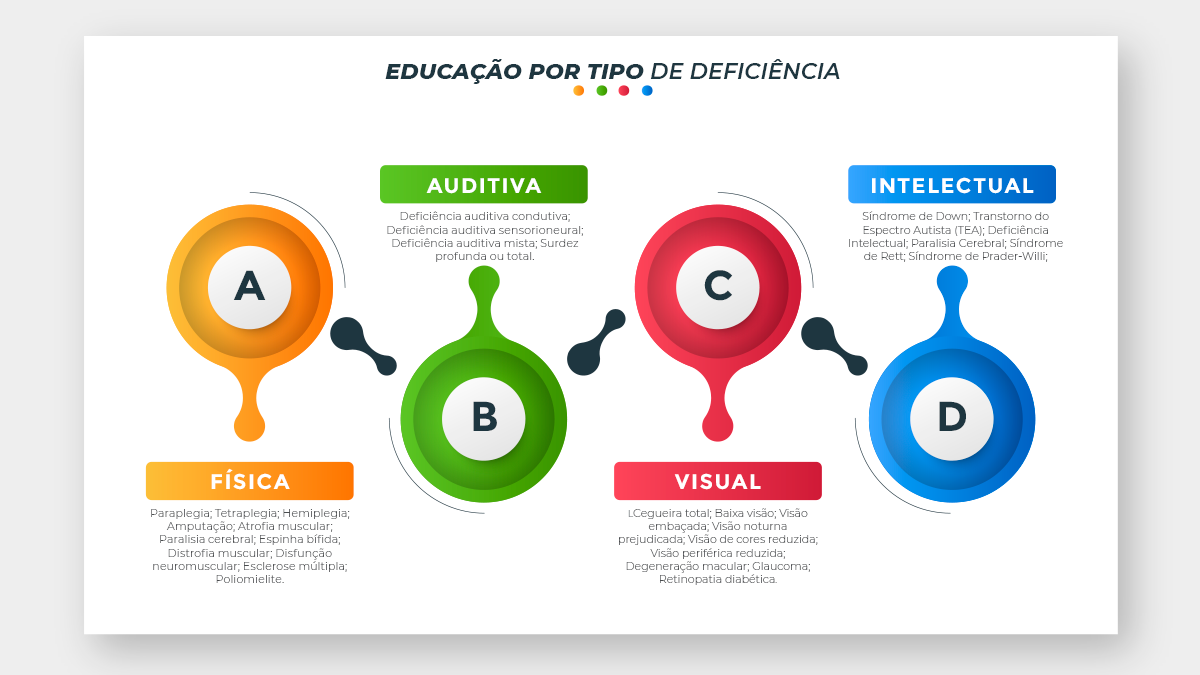 EDUCAÇÃO POR TIPO DE DEFICIÊNCIA
A
FÍSICA
Paraplegia; Tetraplegia; Hemiplegia;
Amputação; Atrofia muscular;
Paralisia cerebral; Espinha bífida;
Distrofia muscular; Disfunção
neuromuscular; Esclerose múltipla;
Poliomielite.
AUDITIVA
Deficiência auditiva condutiva;
Deficiência auditiva sensorioneural;
Deficiência auditiva mista; Surdez
profunda ou total.
B
C
VISUAL
LCegueira total; Baixa visão; Visão
embaçada; Visão noturna
prejudicada; Visão de cores reduzida;
Visão periférica reduzida;
Degeneração macular; Glaucoma;
Retinopatia diabética.
INTELECTUAL
Síndrome de Down; Transtorno do
Espectro Autista (TEA); Deficiência
Intelectual; Paralisia Cerebral; Síndrome
de Rett; Síndrome de Prader-Willi;
D